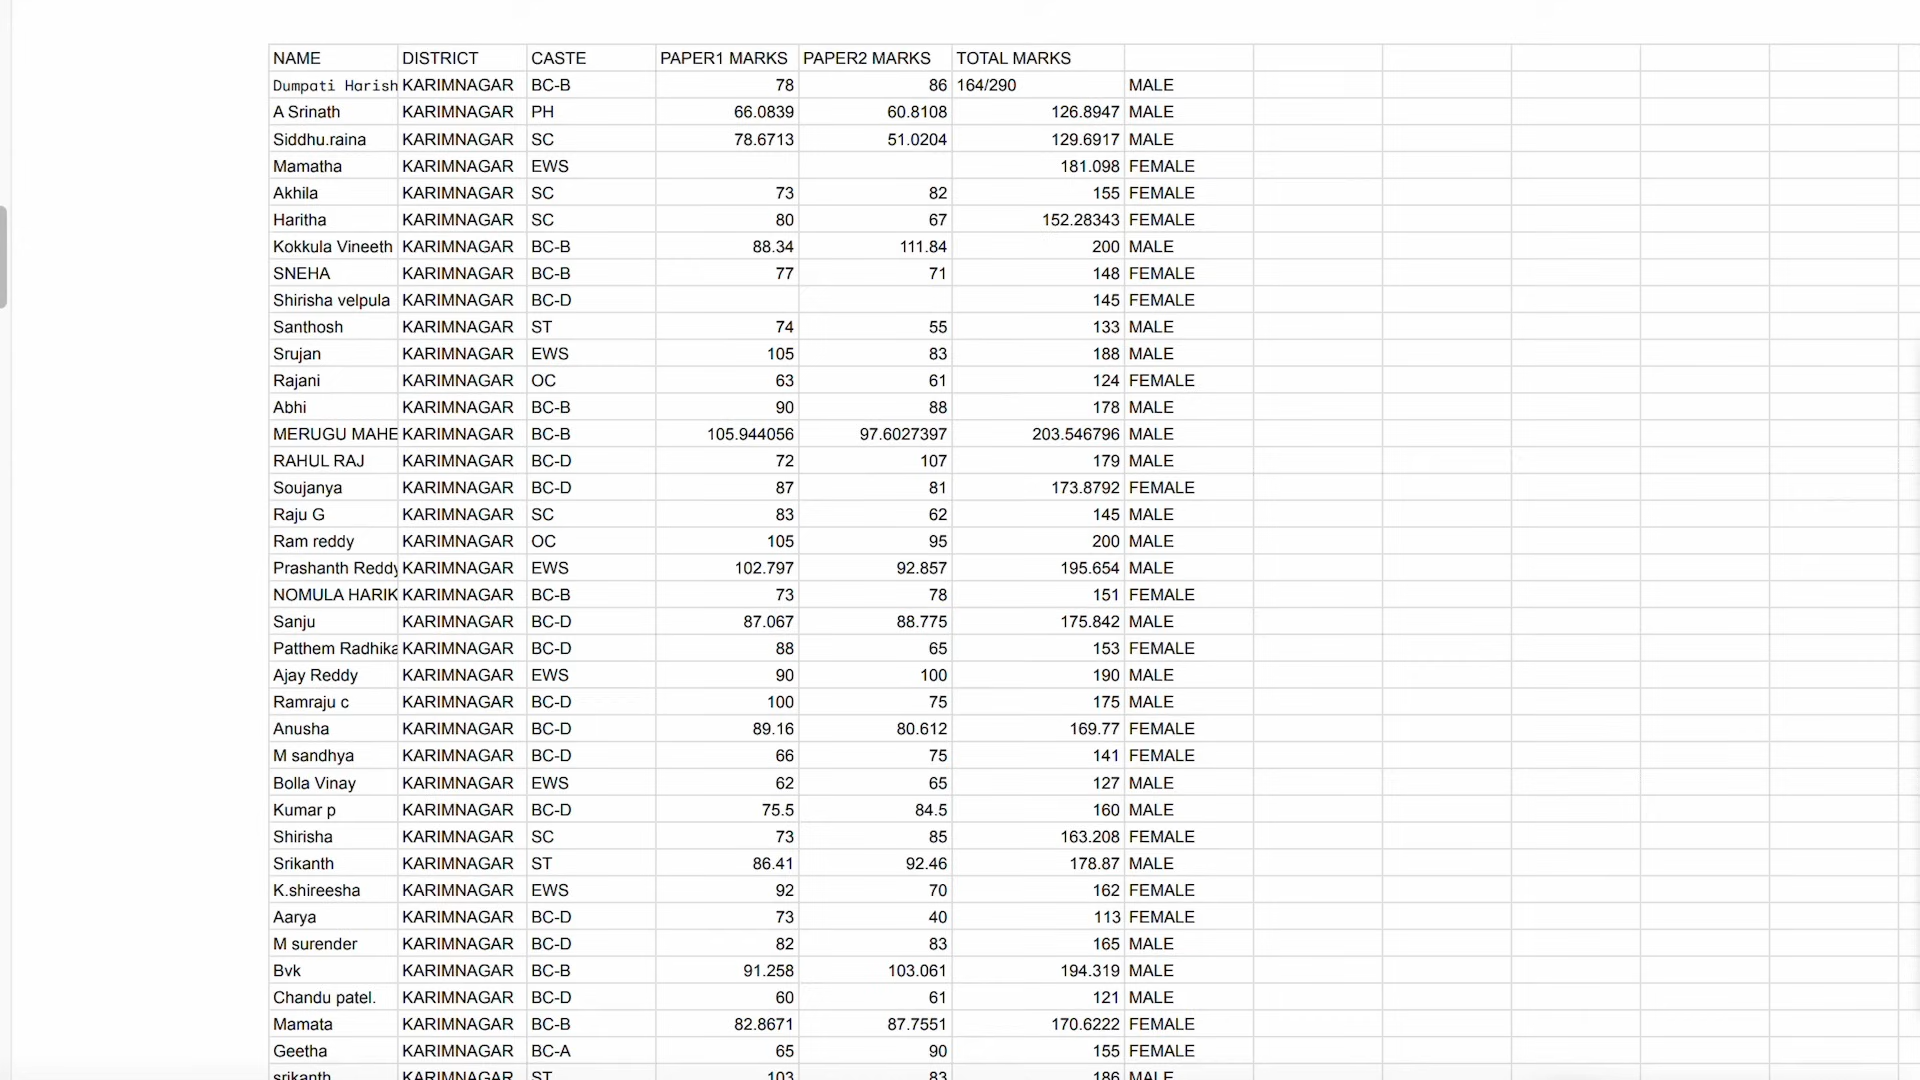 NAME DISTRICT CASTE PAPER1 MARKS PAPER2 MARKS TOTAL MARKS
Dumpati Harish KARIMNAGAR BC-B 78 86 164/290 MALE
A Srinath KARIMNAGAR PH 66.0839 60.8108 126.8947 MALE
Siddhu.raina KARIMNAGAR SC 78.6713 51.0204 129.6917 MALE
Mamatha KARIMNAGAR EWS 181.098 FEMALE
Akhila KARIMNAGAR SC 73 82 155 FEMALE
Haritha KARIMNAGAR SC 80 67 152.28343 FEMALE
Kokkula Vineeth KARIMNAGAR BC-B 88.34 111.84 200 MALE
SNEHA KARIMNAGAR BC-B 77 71 148 FEMALE
Shirisha velpula KARIMNAGAR BC-D 145 FEMALE
Santhosh KARIMNAGAR ST 74 55 133 MALE
Srujan KARIMNAGAR EWS 105 83 188 MALE
Rajani KARIMNAGAR OC 63 61 124 FEMALE
Abhi KARIMNAGAR BC-B 90 88 178 MALE
MERUGU MAHE KARIMNAGAR BC-B 105.944056 97.6027397 203.546796 MALE
RAHUL RAJ KARIMNAGAR BC-D 72 107 179 MALE
Soujanya KARIMNAGAR BC-D 87 81 173.8792 FEMALE
Raju G KARIMNAGAR SC 83 62 145 MALE
Ram reddy KARIMNAGAR OC 105 95 200 MALE
Prashanth Reddy KARIMNAGAR EWS 102.797 92.857 195.654 MALE
NOMULA HARIK KARIMNAGAR BC-B 73 78 151 FEMALE
Sanju KARIMNAGAR BC-D 87.067 88.775 175.842 MALE
Patthem Radhika KARIMNAGAR BC-D 88 65 153 FEMALE
Ajay Reddy KARIMNAGAR EWS 90 100 190 MALE
Ramraju c KARIMNAGAR BC-D 100 75 175 MALE
Anusha KARIMNAGAR BC-D 89.16 80.612 169.77 FEMALE
M sandhya KARIMNAGAR BC-D 66 75 141 FEMALE
Bolla Vinay KARIMNAGAR EWS 62 65 127 MALE
Kumar p KARIMNAGAR BC-D 75.5 84.5 160 MALE
Shirisha KARIMNAGAR SC 73 85 163.208 FEMALE
Srikanth KARIMNAGAR ST 86.41 92.46 178.87 MALE
K.shireesha KARIMNAGAR EWS 92 70 162 FEMALE
Aarya KARIMNAGAR BC-D 73 40 113 FEMALE
M surender KARIMNAGAR BC-D 82 83 165 MALE
Bvk KARIMNAGAR BC-B 91.258 103.061 194.319 MALE
Chandu patel. KARIMNAGAR BC-D 60 61 121 MALE
Mamata KARIMNAGAR BC-B 82.8671 87.7551 170.6222 FEMALE
Geetha KARIMNAGAR BC-A 65 90 155 FEMALE
srikanth KARIMNAGAR ST 103 83 186 MALE